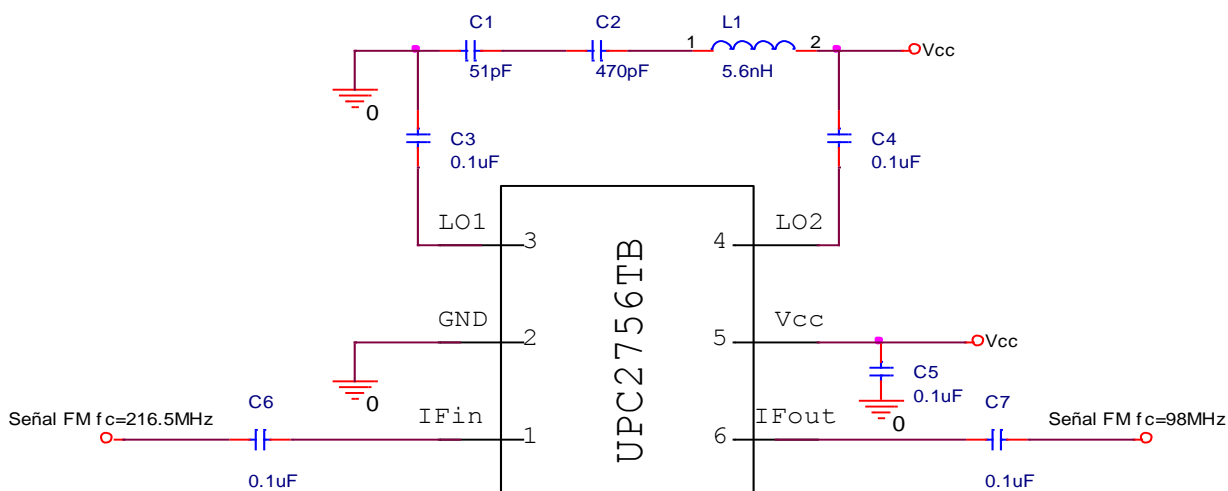 C1
C2
L1
1
2
Vcc
51pF
470pF
5.6nH
0
C3
0.1uF
C4
0.1uF
LO1
LO2
3
4
UPC2756TB
GND
Vcc
2
5
Vcc
C5
0.1uF
0
0
Señal FM fc=216.5MHz
C6
IFin
IFout
C7
Señal FM fc=98MHz
1
6
0.1uF
0.1uF